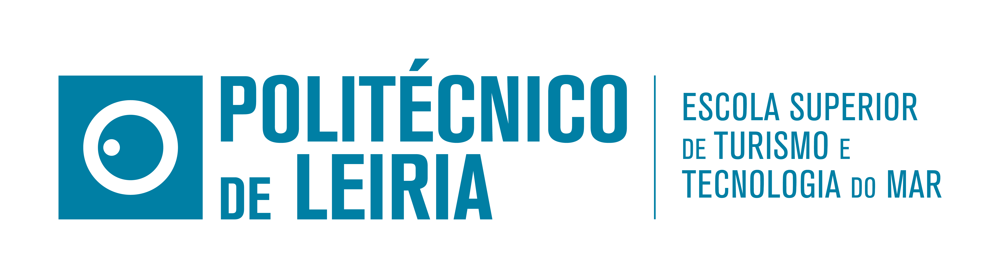 POLITÉCNICO
DE LEIRIA
ESCOLA SUPERIOR
DE TURISMO E
TECNOLOGIA DO MAR